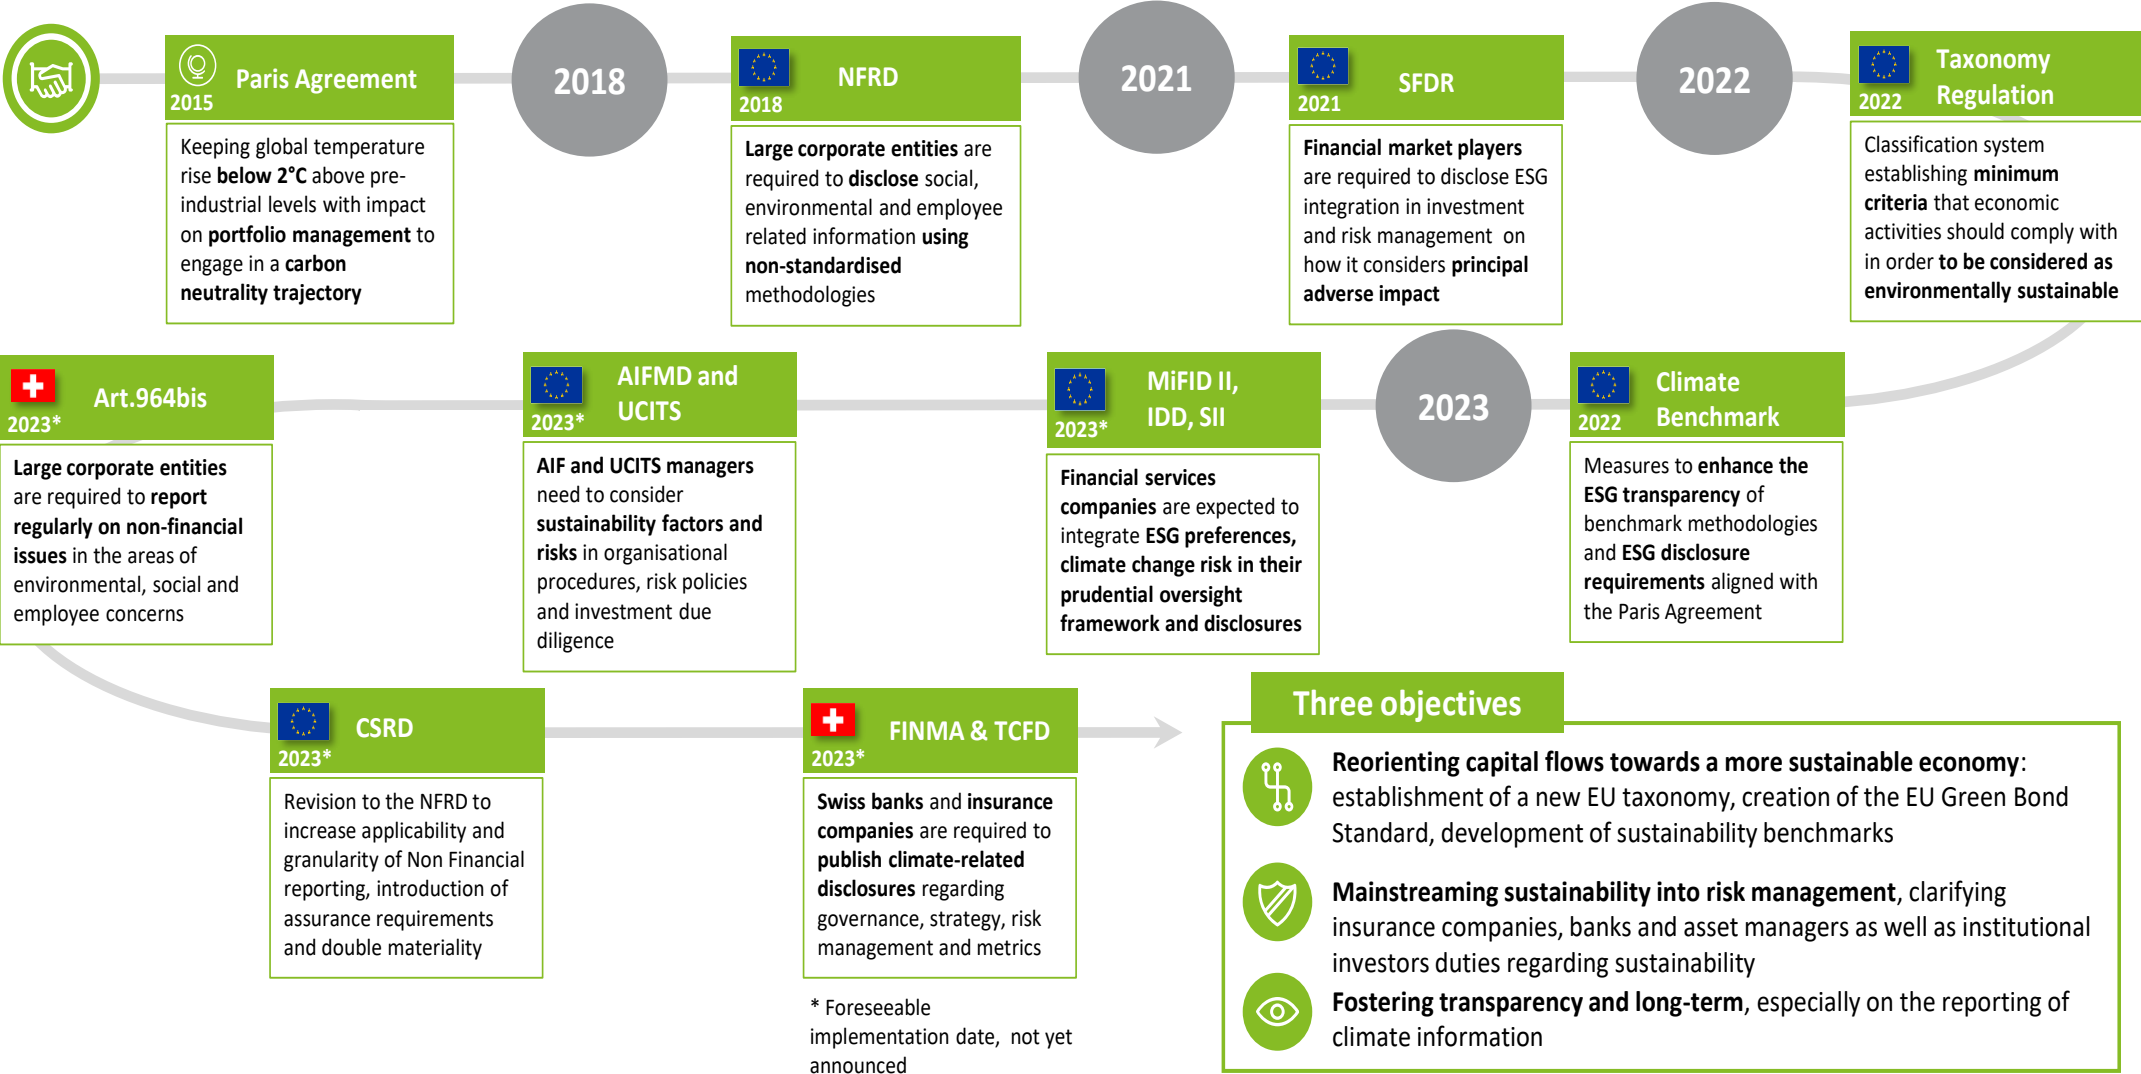 2015
Paris Agreement
Keeping global temperature
rise below 2°C above pre-
industrial levels with impact
on portfolio management to
engage in a carbon
neutrality trajectory
2018
2018
NFRD
Large corporate entities are
required to disclose social,
environmental and employee
related information using
non-standardised
methodologies
2021
2021
SFDR
Financial market players
are required to disclose ESG
integration in investment
and risk management on
how it considers principal
adverse impact
2022
2022
Taxonomy
Regulation
Classification system
establishing minimum
criteria that economic
activities should comply with
in order to be considered as
environmentally sustainable
2022
Climate
Benchmark
Measures to enhance the
ESG transparency of
benchmark methodologies
and ESG disclosure
requirements aligned with
the Paris Agreement
2023
2023*
MiFID II,
IDD, SII
Financial services
companies are expected to
integrate ESG preferences,
climate change risk in their
prudential oversight
framework and disclosures
2023*
AIFMD and
UCITS
AIF and UCITS managers
need to consider
sustainability factors and
risks in organisational
procedures, risk policies
and investment due
diligence
2023*
Art.964bis
Large corporate entities
are required to report
regularly on non-financial
issues in the areas of
environmental, social and
employee concerns
2023*
CSRD
Revision to the NFRD to
increase applicability and
granularity of Non Financial
reporting, introduction of
assurance requirements
and double materiality
2023*
FINMA & TCFD
Swiss banks and insurance
companies are required to
publish climate-related
disclosures regarding
governance, strategy, risk
management and metrics
* Foreseeable
implementation date, not yet
announced
Three objectives
Reorienting capital flows towards a more sustainable economy:
establishment of a new EU taxonomy, creation of the EU Green Bond
Standard, development of sustainability benchmarks
Mainstreaming sustainability into risk management, clarifying
insurance companies, banks and asset managers as well as institutional
investors duties regarding sustainability
Fostering transparency and long-term, especially on the reporting of
climate information